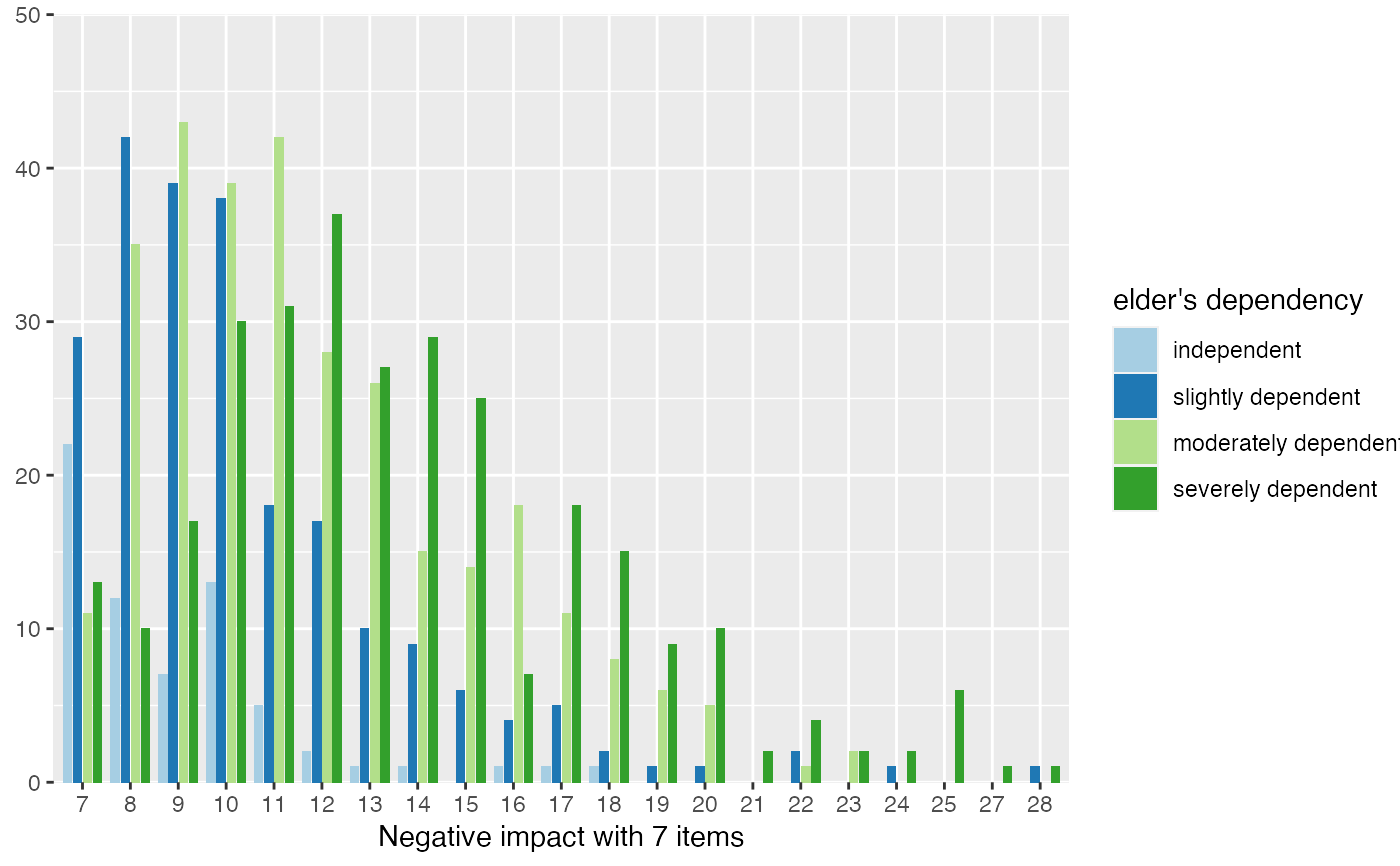 50
40
30
20
10
0
7 8 9 10 11 12 13 14 15 16 17 18 19 20 21 22 23 24 25 27 28
Negative impact with 7 items
elder's dependency
independent
slightly dependent
moderately dependent
severely dependent